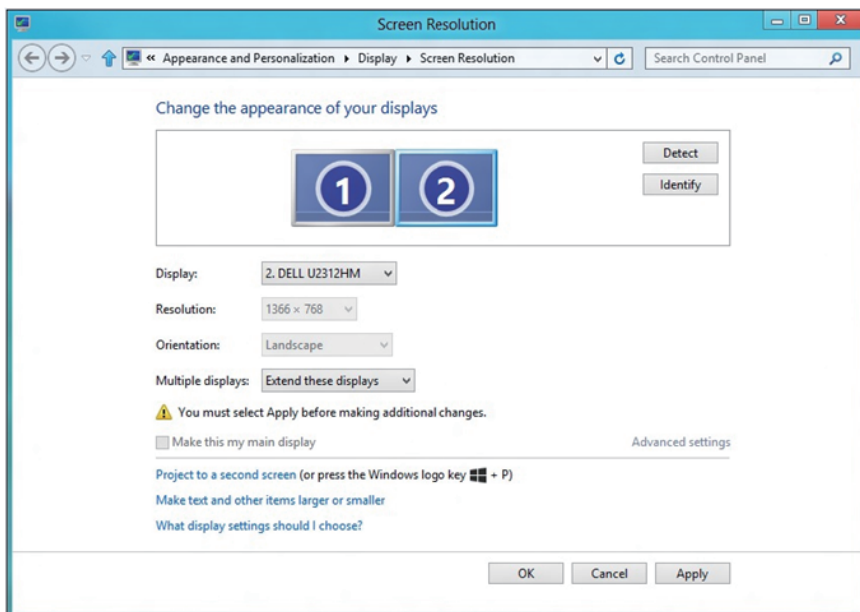 Screen Resolution
« Appearance and Personalization Display Screen Resolution Search Control Panel
Change the appearance of your displays
1 2
Detect
Identify
Display: 2. DELL U2312HM
Resolution: 1366 × 768
Orientation: Landscape
Multiple displays: Extend these displays
You must select Apply before making additional changes.
Make this my main display Advanced settings
Project to a second screen (or press the Windows logo key + P)
Make text and other items larger or smaller
What display settings should I choose?
OK Cancel Apply